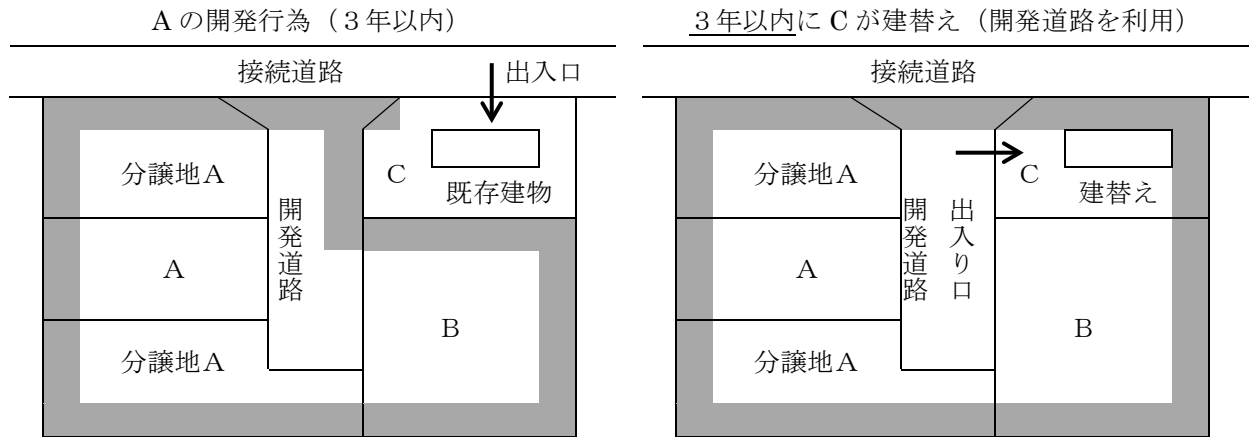 Aの開発行為（３年以内）
接続道路
出入口
分譲地A
C
既存建物
開発道路
A
B
分譲地A
３年以内にCが建替え（開発道路を利用）
接続道路
分譲地A
C
建替え
開発道路
出入り口
A
B
分譲地A